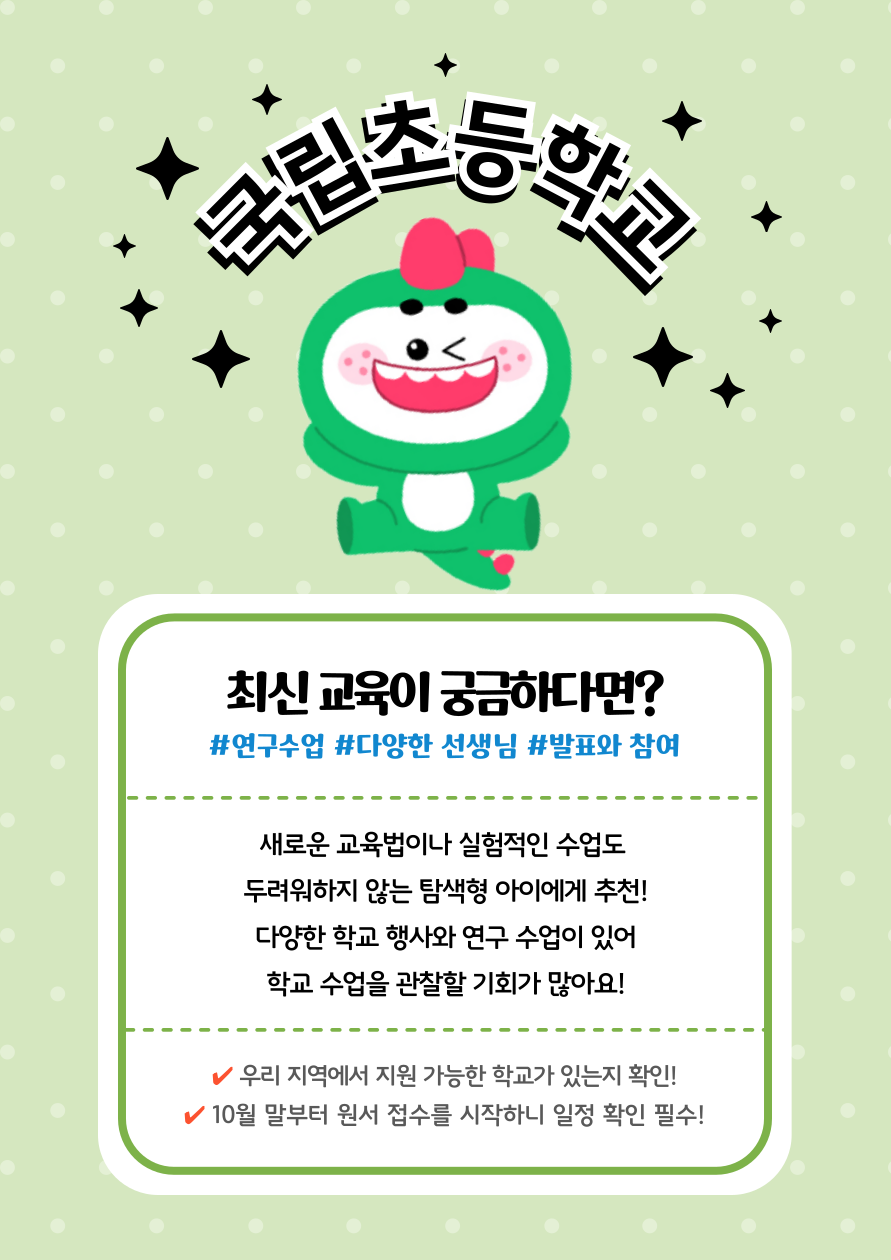 국립초등학교
최신 교육이 궁금하다면?
#연구수업 #다양한 선생님 #발표와 참여
새로운 교육법이나 실험적인 수업도
두려워하지 않는 탐색형 아이에게 추천!
다양한 학교 행사와 연구 수업이 있어
학교 수업을 관찰할 기회가 많아요!
✔ 우리 지역에서 지원 가능한 학교가 있는지 확인!
✔ 10월 말부터 원서 접수를 시작하니 일정 확인 필수!